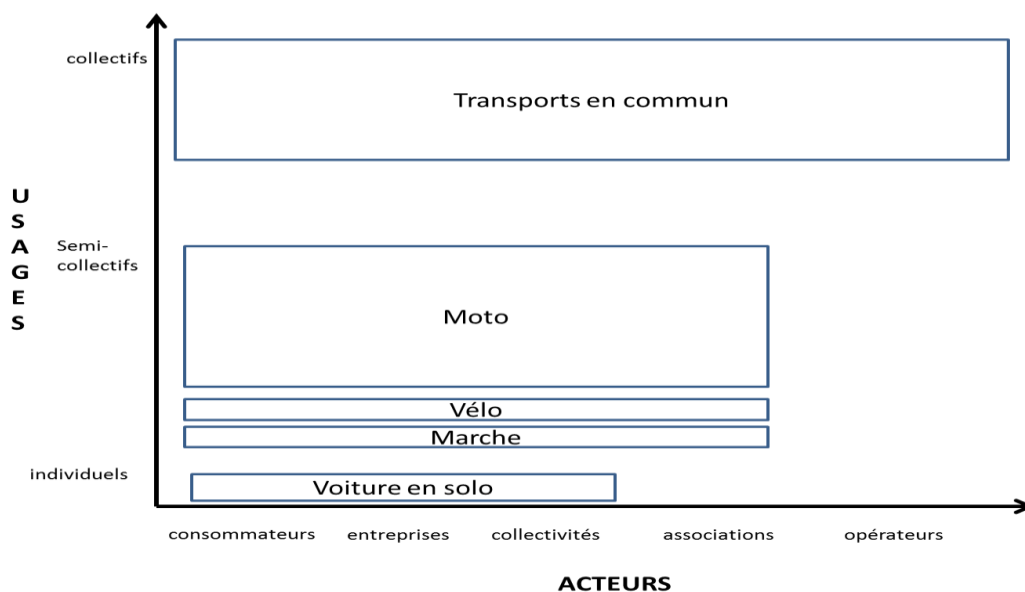 collectifs
Transports en commun
USAGES
Semi-
collectifs
Moto
Vélo
Marche
individuels
Voiture en solo
consommateurs entreprises collectivités associations opérateurs
ACTEURS